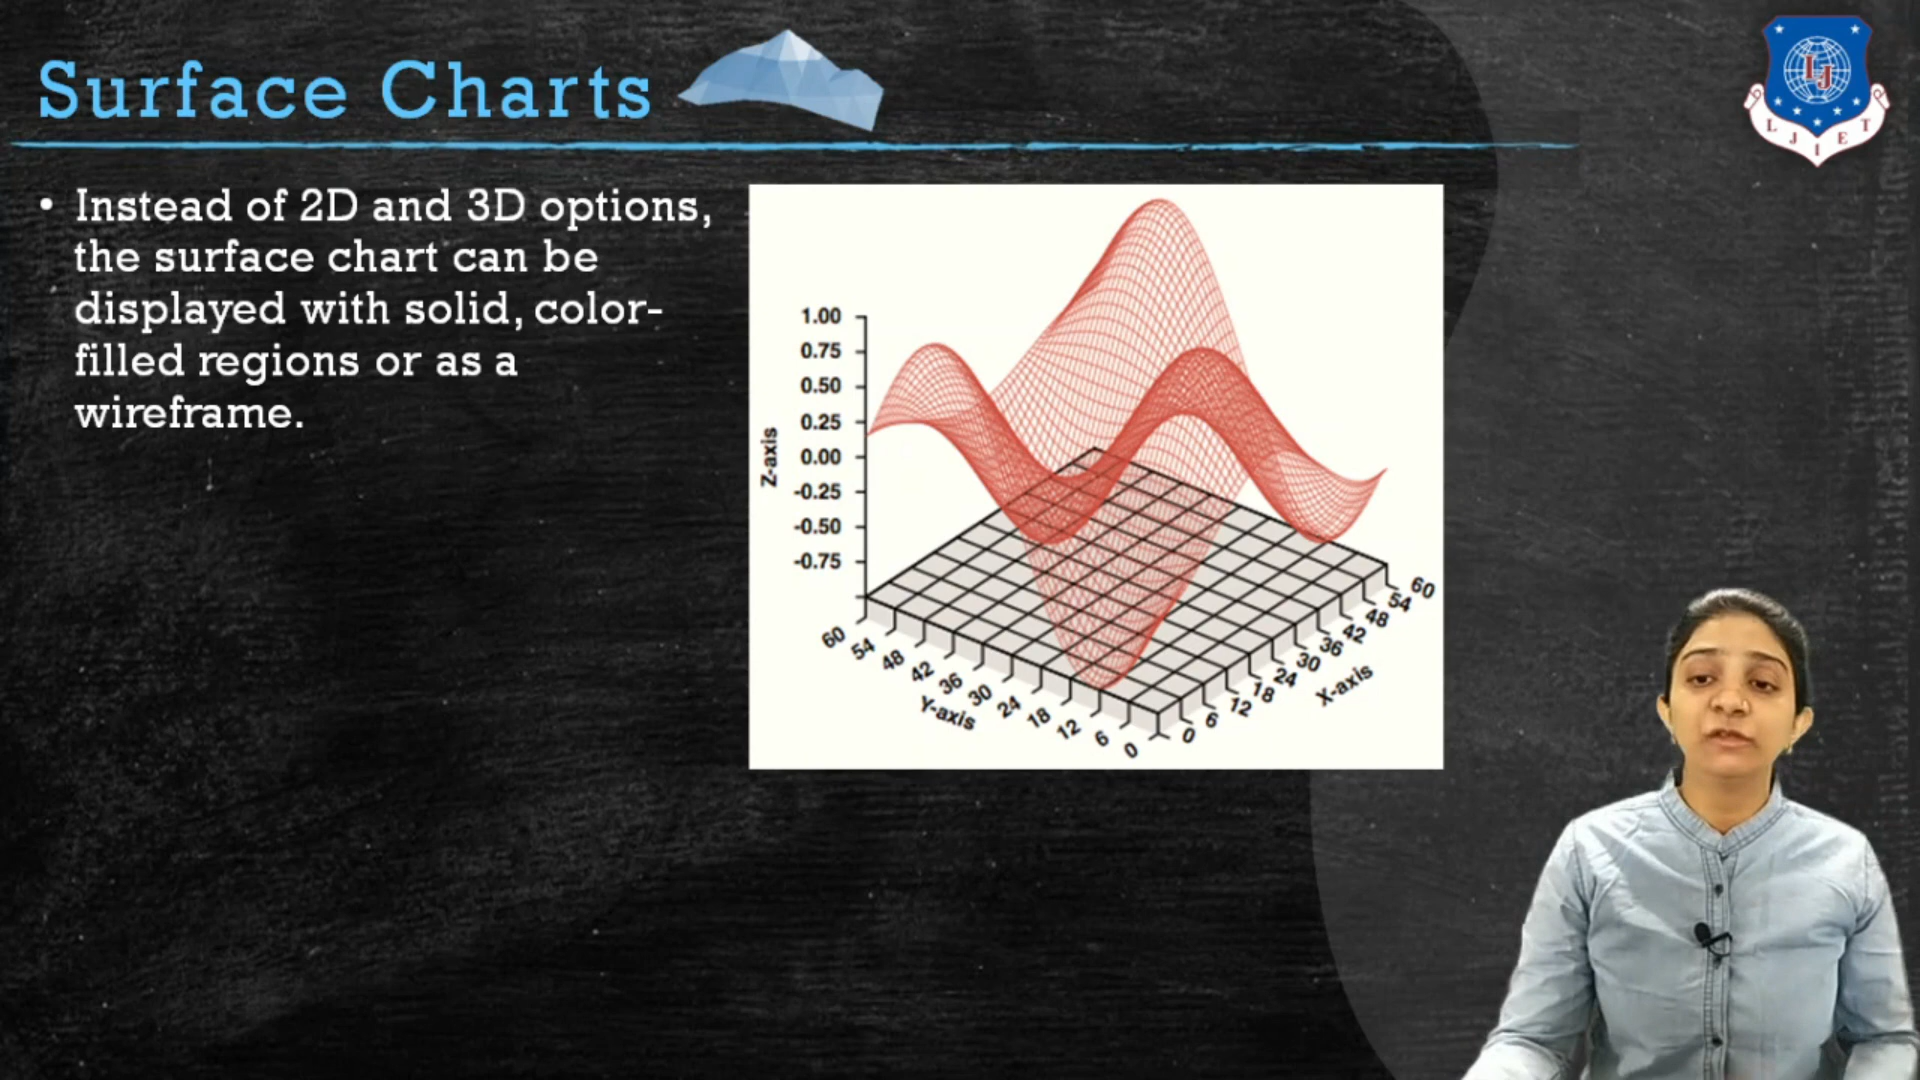 Surface Charts
• Instead of 2D and 3D options,
the surface chart can be
displayed with solid, color-
filled regions or as a
wireframe.
1.00
0.75
0.50
0.25
0.00
-0.25
-0.50
-0.75
Z-axis
60
54
48
42
36
30
24
18
12
6
0
Y-axis
0
6
12
18
24
30
36
42
48
54
60
X-axis
LJ
L J I E T